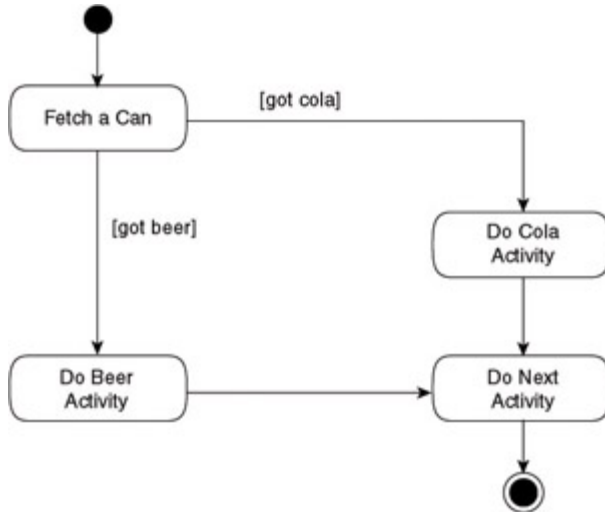 [got cola]
Fetch a Can
[got beer]
Do Cola
Activity
Do Beer
Activity
Do Next
Activity